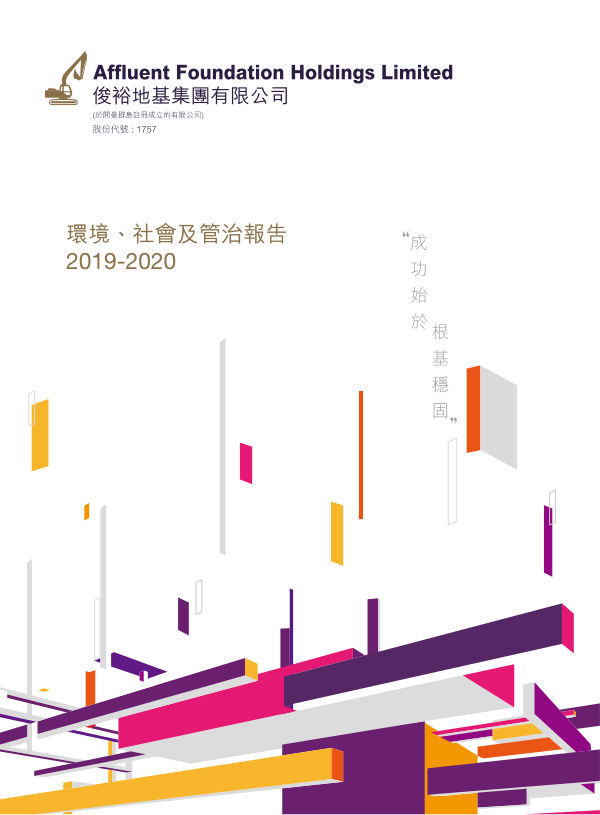 Affluent Foundation Holdings Limited
俊裕地基集團有限公司
(於開曼群島註冊成立的有限公司)
股份代號 : 1757
環境、社會及管治報告
2019-2020
“成功始於
根基穩固”